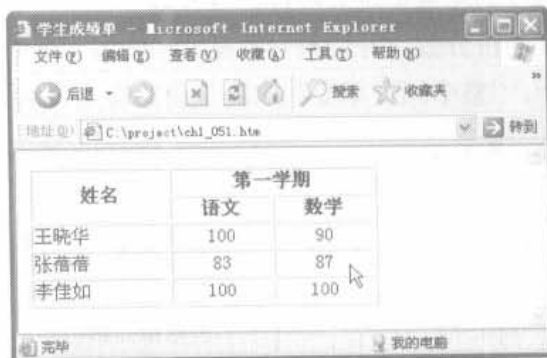 学生成绩单 - Microsoft Internet Explorer
文件(F) 编辑(E) 查看(V) 收藏(A) 工具(T) 帮助(H)
后退 搜索 收藏夹 »
地址(D) C:\project\ch1_051.htm 转到
姓名 第一学期
语文 数学
王晓华 100 90
张蓓蓓 83 87
李佳如 100 100
完毕 我的电脑